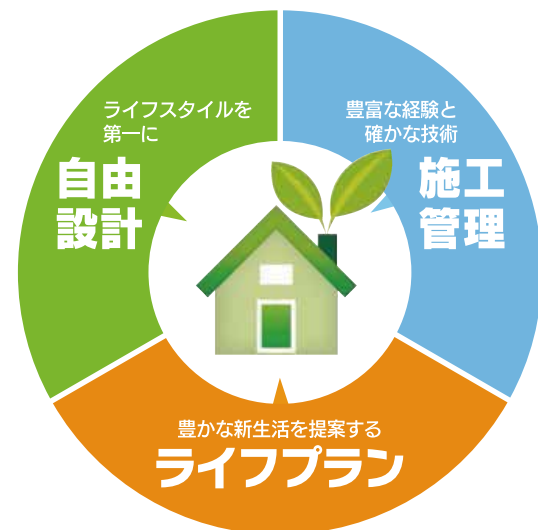 ライフスタイルを
第一に
自由
設計
豊富な経験と
確かな技術
施工
管理
豊かな新生活を提案する
ライフプラン